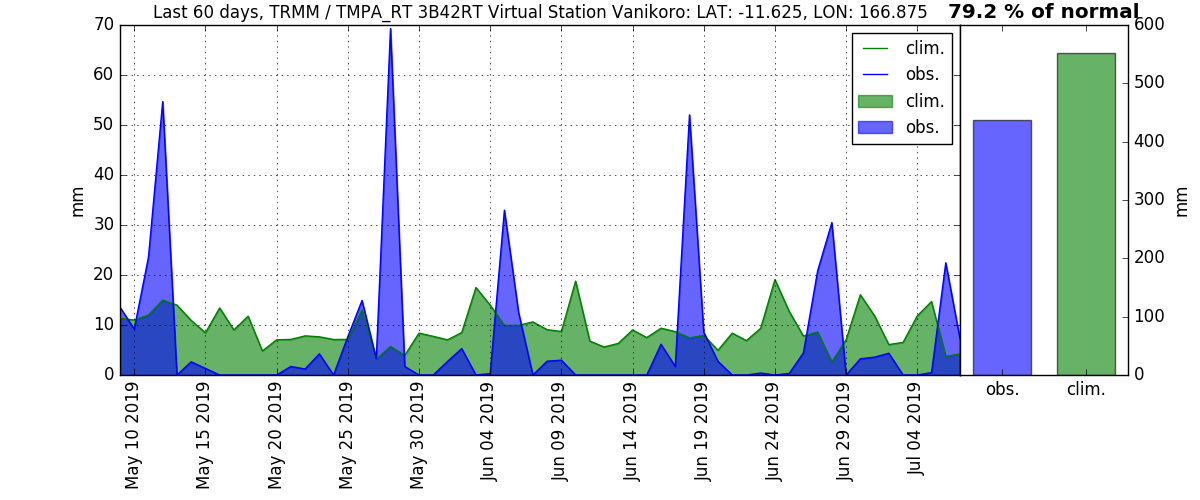 Last 60 days, TRMM / TMPA_RT 3B42RT Virtual Station Vanikoro: LAT: -11.625, LON: 166.875
79.2 % of normal
70
60
50
40
30
20
10
0
mm
clim.
obs.
clim.
obs.
May 10 2019
May 15 2019
May 20 2019
May 25 2019
May 30 2019
Jun 04 2019
Jun 09 2019
Jun 14 2019
Jun 19 2019
Jun 24 2019
Jun 29 2019
Jul 04 2019
600
500
400
300
200
100
0
mm
obs.
clim.